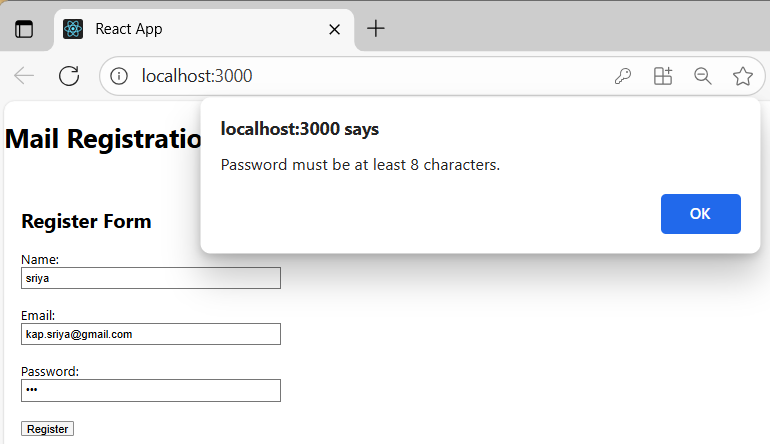 React App
localhost:3000
localhost:3000 says
Password must be at least 8 characters.
OK
Mail Registratio
Register Form
Name:
sriya
Email:
kap.sriya@gmail.com
Password:
•••
Register